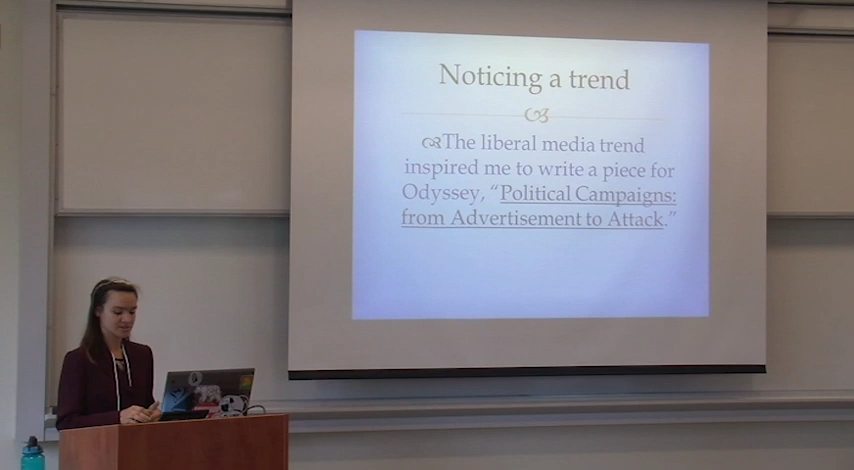 Noticing a trend
The liberal media trend
inspired me to write a piece for
Odyssey, “Political Campaigns:
from Advertisement to Attack.”